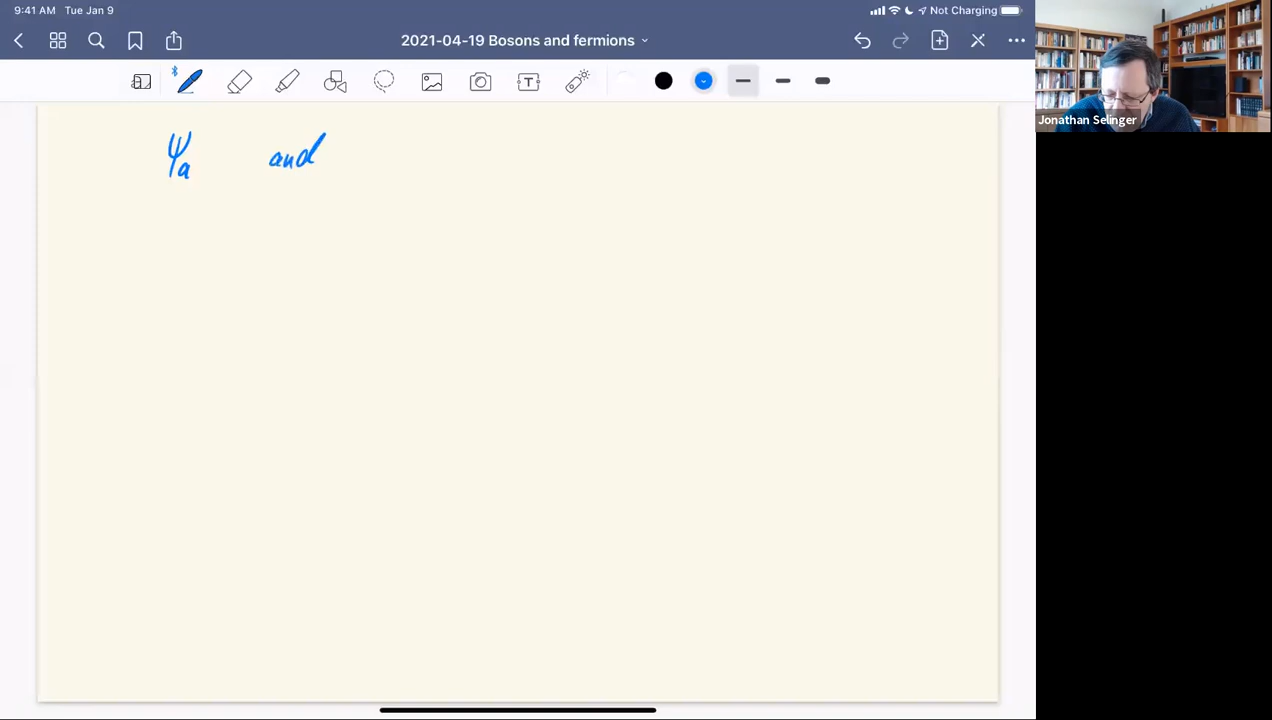 9:41 AM Tue Jan 9
Not Charging
2021-04-19 Bosons and fermions
T
Jonathan Selinger
Ψa and